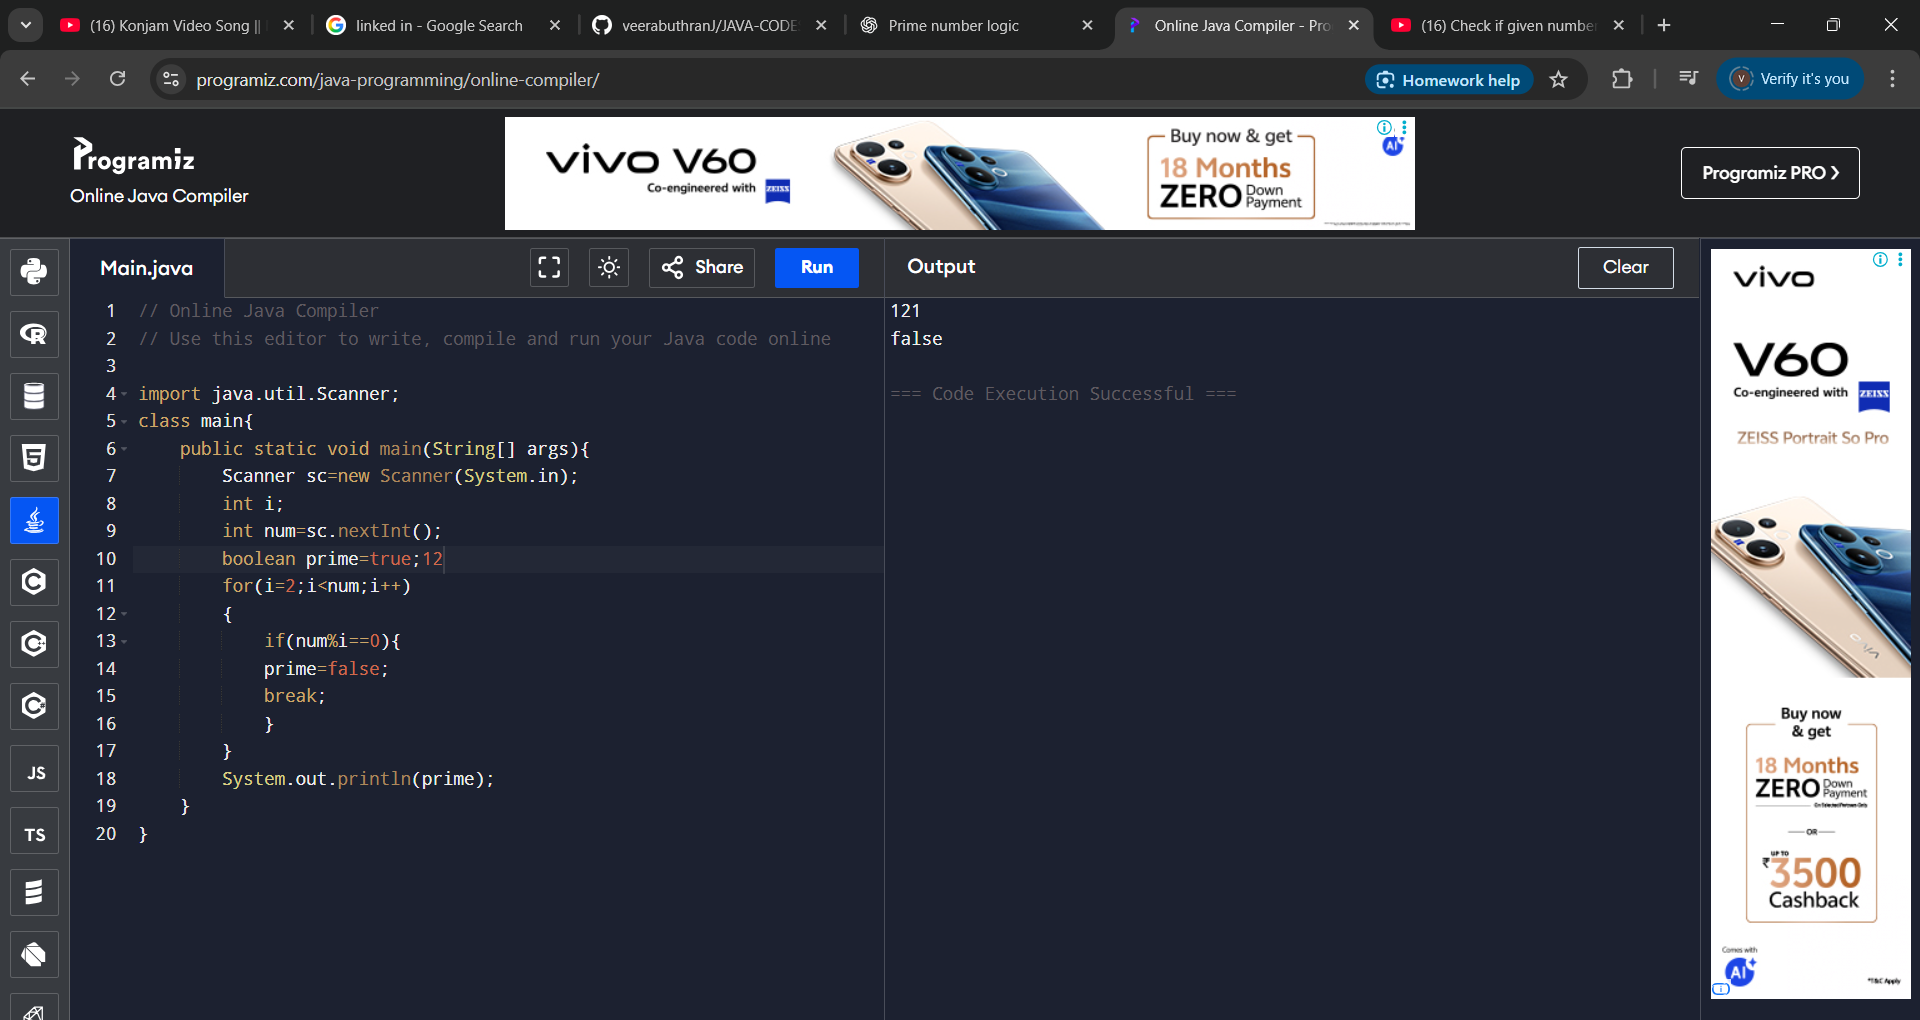 (16) Konjam Video Song ||
linked in - Google Search
veerabuthranJ/JAVA-CODE
Prime number logic
Online Java Compiler - Pro
(16) Check if given numbe
programiz.com/java-programming/online-compiler/
Homework help
Verify it's you
Programiz
Online Java Compiler
vivo V60
Co-engineered with ZEISS
Buy now & get
18 Months
ZERO Down Payment
AI
Programiz PRO
Main.java
Share
Run
Output
Clear
1 // Online Java Compiler
2 // Use this editor to write, compile and run your Java code online
3
4 import java.util.Scanner;
5 class main{
6 public static void main(String[] args){
7 Scanner sc=new Scanner(System.in);
8 int i;
9 int num=sc.nextInt();
10 boolean prime=true;12
11 for(i=2;i<num;i++)
12 {
13 if(num%i==0){
14 prime=false;
15 break;
16 }
17 }
18 System.out.println(prime);
19 }
20 }
121
false
=== Code Execution Successful ===
JS
TS
vivo
V60
Co-engineered with ZEISS
ZEISS Portrait So Pro
vivo
Buy now
& get
18 Months
ZERO Down Payment
OR
UP TO
₹3500
Cashback
Comes with
AI
*T&C Apply